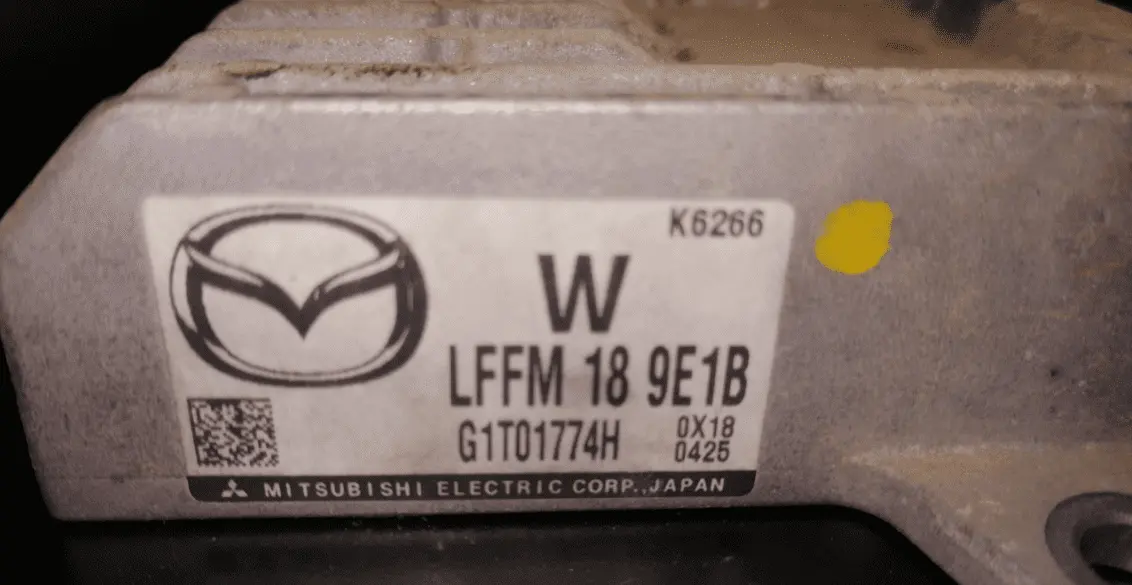 K6266
W
LFFM 18 9E1B
G1T01774H
0X18
0425
MITSUBISHI ELECTRIC CORP., JAPAN